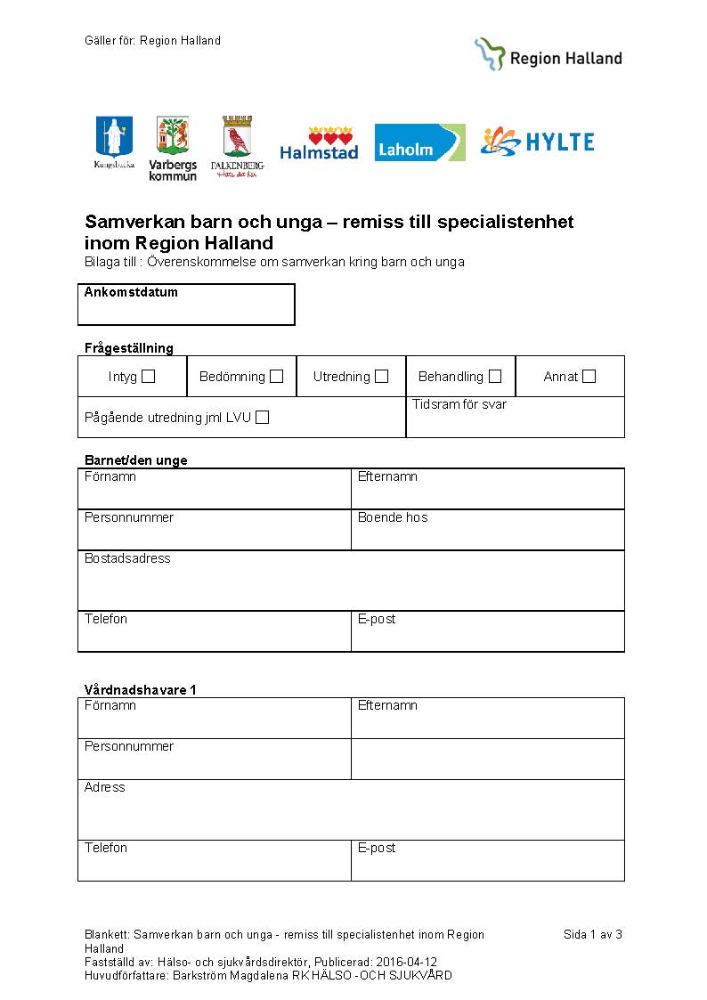 Gäller för: Region Halland
Region Halland
Kungsbacka
Varbergs
kommun
FALKENBERG
Halmstad
Laholm
HYLTE
Samverkan barn och unga – remiss till specialistenhet
inom Region Halland
Bilaga till : Överenskommelse om samverkan kring barn och unga
Ankomstdatum
Frågeställning
Intyg ☐ Bedömning ☐ Utredning ☐ Behandling ☐ Annat ☐
Pågående utredning jml LVU ☐ Tidsram för svar
Barnet/den unge
Förnamn Efternamn
Personnummer Boende hos
Bostadsadress
Telefon E-post
Vårdnadshavare 1
Förnamn Efternamn
Personnummer
Adress
Telefon E-post
Blankett: Samverkan barn och unga - remiss till specialistenhet inom Region Sida 1 av 3
Halland
Fastställd av: Hälso- och sjukvårdsdirektör, Publicerad: 2016-04-12
Huvudförfattare: Barkström Magdalena RK HÄLSO -OCH SJUKVÅRD